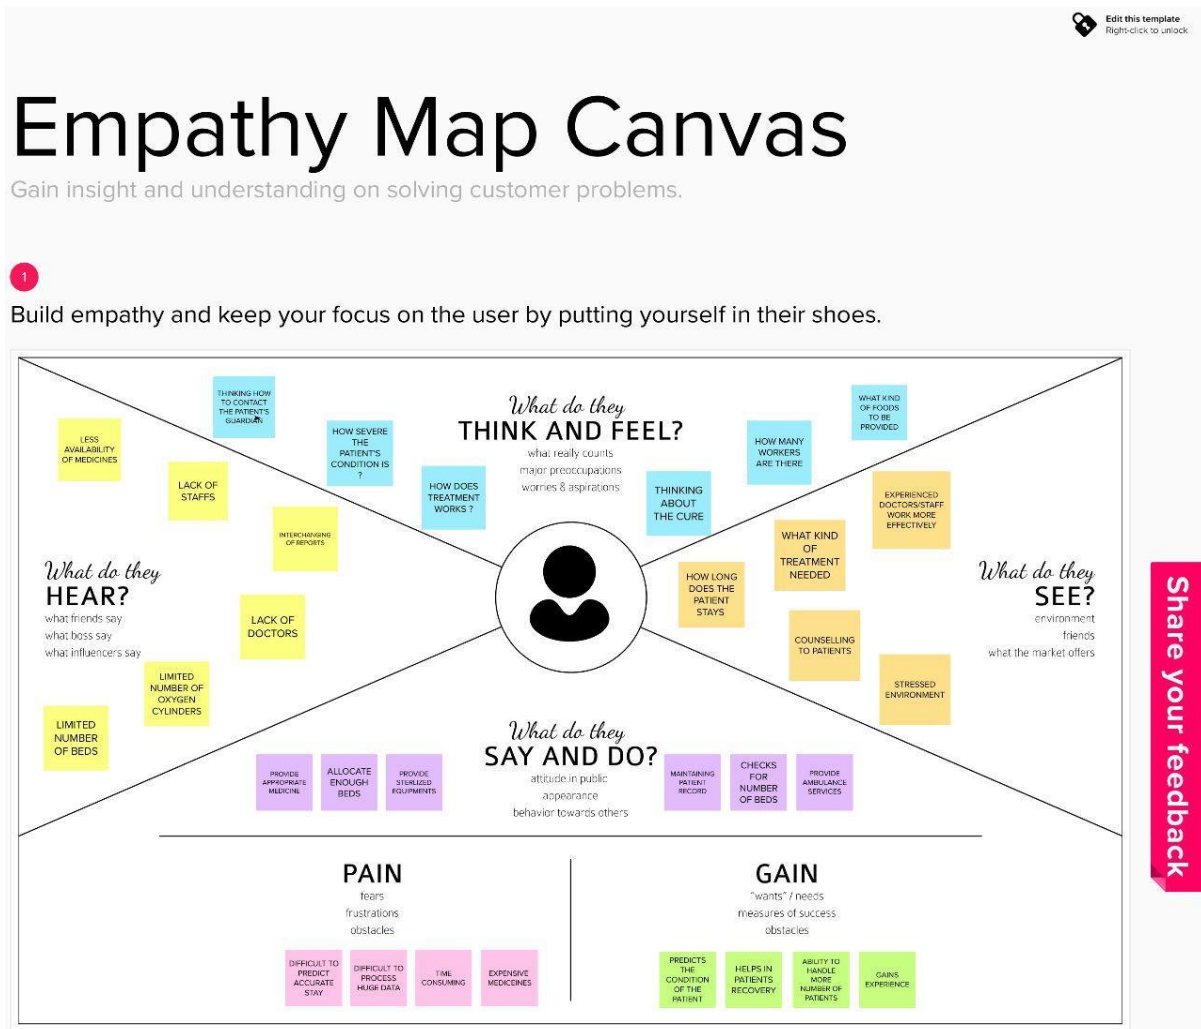 Edit this template
Right-click to unlock
Empathy Map Canvas
Gain insight and understanding on solving customer problems.
1
Build empathy and keep your focus on the user by putting yourself in their shoes.
What do they
THINK AND FEEL?
what really counts
major preoccupations
worries & aspirations
THINKING HOW
TO CONTACT
THE PATIENT'S
GUARDIAN
HOW SEVERE
THE
PATIENT'S
CONDITION IS
?
HOW DOES
TREATMENT
WORKS ?
THINKING
ABOUT
THE CURE
HOW MANY
WORKERS
ARE THERE
WHAT KIND
OF FOODS
TO BE
PROVIDED
What do they
HEAR?
what friends say
what boss say
what influencers say
LESS
AVAILABILITY
OF MEDICINES
LACK OF
STAFFS
INTERCHANGING
OF REPORTS
LACK OF
DOCTORS
LIMITED
NUMBER OF
OXYGEN
CYLINDERS
LIMITED
NUMBER
OF BEDS
What do they
SEE?
environment
friends
what the market offers
EXPERIENCED
DOCTORS/STAFF
WORK MORE
EFFECTIVELY
WHAT KIND
OF
TREATMENT
NEEDED
HOW LONG
DOES THE
PATIENT
STAYS
COUNSELLING
TO PATIENTS
STRESSED
ENVIRONMENT
What do they
SAY AND DO?
attitude in public
appearance
behavior towards others
PROVIDE
APPROPRIATE
MEDICINE
ALLOCATE
ENOUGH
BEDS
PROVIDE
STERILIZED
EQUIPMENTS
MAINTAINING
PATIENT
RECORD
CHECKS
FOR
NUMBER
OF BEDS
PROVIDE
AMBULANCE
SERVICES
PAIN
fears
frustrations
obstacles
DIFFICULT TO
PREDICT
ACCURATE
STAY
DIFFICULT TO
PROCESS
HUGE DATA
TIME
CONSUMING
EXPENSIVE
MEDICEINES
GAIN
"wants" / needs
measures of success
obstacles
PREDICTS
THE
CONDITION
OF THE
PATIENT
HELPS IN
PATIENTS
RECOVERY
ABILITY TO
HANDLE
MORE
NUMBER OF
PATIENTS
GAINS
EXPERIENCE
Share your feedback